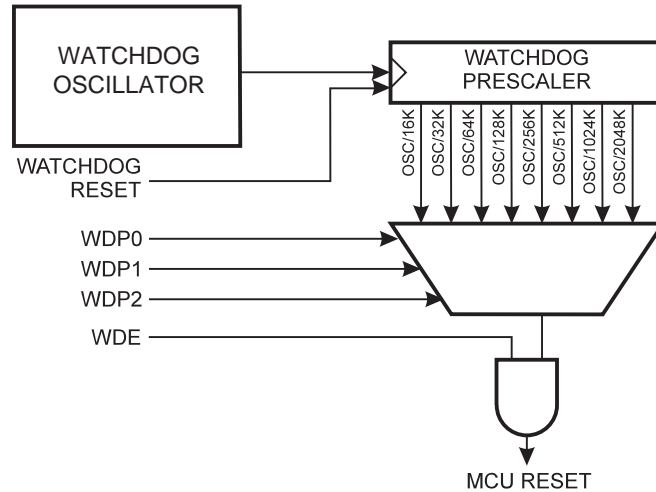 WATCHDOG
OSCILLATOR
WATCHDOG
PRESCALER
OSC/16K
OSC/32K
OSC/64K
OSC/128K
OSC/256K
OSC/512K
OSC/1024K
OSC/2048K
WATCHDOG
RESET
WDP0
WDP1
WDP2
WDE
MCU RESET